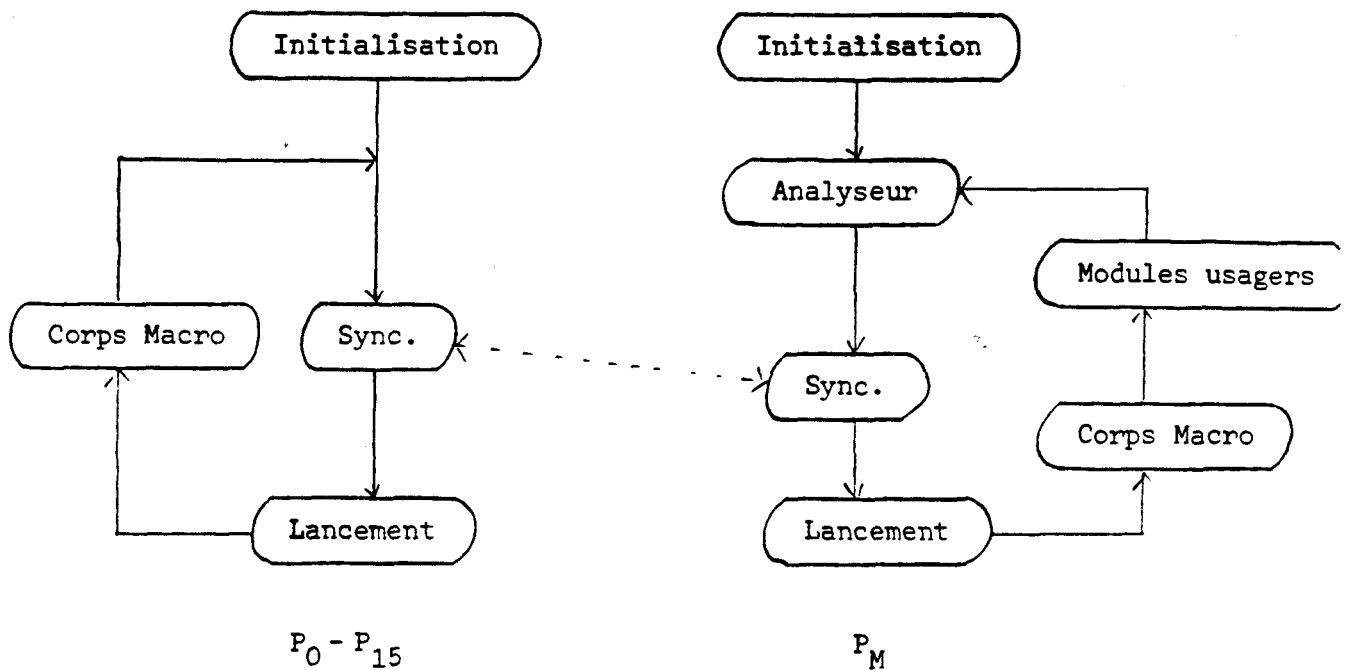 Initialisation
Initialisation
Analyseur
Modules usagers
Corps Macro
Sync.
Sync.
Corps Macro
Lancement
Lancement
P0 - P15
PM